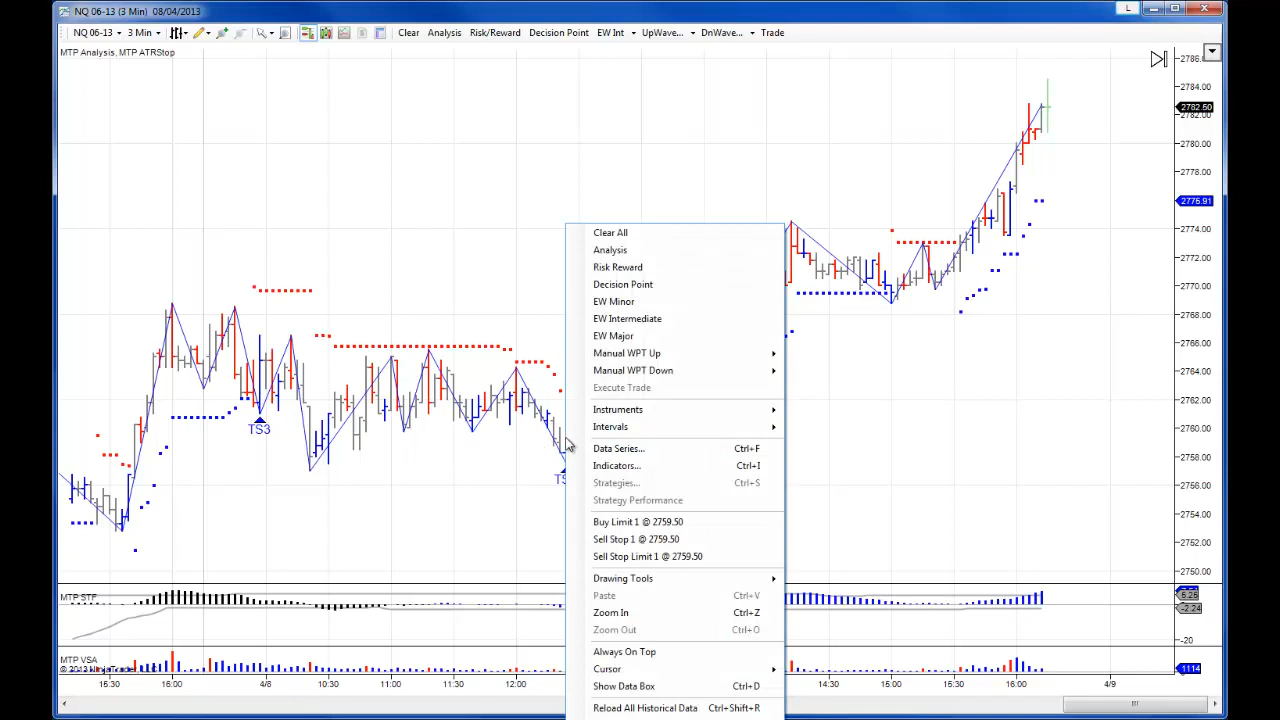 NQ 06-13 (3 Min) 08/04/2013
L
NQ 06-13 3 Min Clear Analysis Risk/Reward Decision Point EW Int UpWave... DnWave... Trade
MTP Analysis, MTP ATRStop
2784.00
2782.50
2782.00
2780.00
2778.00
2776.91
2774.00
2772.00
2770.00
2768.00
2766.00
2764.00
2762.00
2760.00
2758.00
2756.00
2754.00
2752.00
2750.00
TS3
TS
Clear All
Analysis
Risk Reward
Decision Point
EW Minor
EW Intermediate
EW Major
Manual WPT Up
Manual WPT Down
Execute Trade
Instruments
Intervals
Data Series... Ctrl+F
Indicators... Ctrl+I
Strategies... Ctrl+S
Strategy Performance
Buy Limit 1 @ 2759.50
Sell Stop 1 @ 2759.50
Sell Stop Limit 1 @ 2759.50
Drawing Tools
Paste Ctrl+V
Zoom In Ctrl+Z
Zoom Out Ctrl+O
Always On Top
Cursor
Show Data Box Ctrl+D
Reload All Historical Data Ctrl+Shift+R
MTP STF
5.25
-2.24
-20
MTP VSA
© 2013 NinjaTrader, LLC
1114
15:30 16:00 4/8 10:30 11:00 11:30 12:00 14:30 15:00 15:30 16:00 4/9